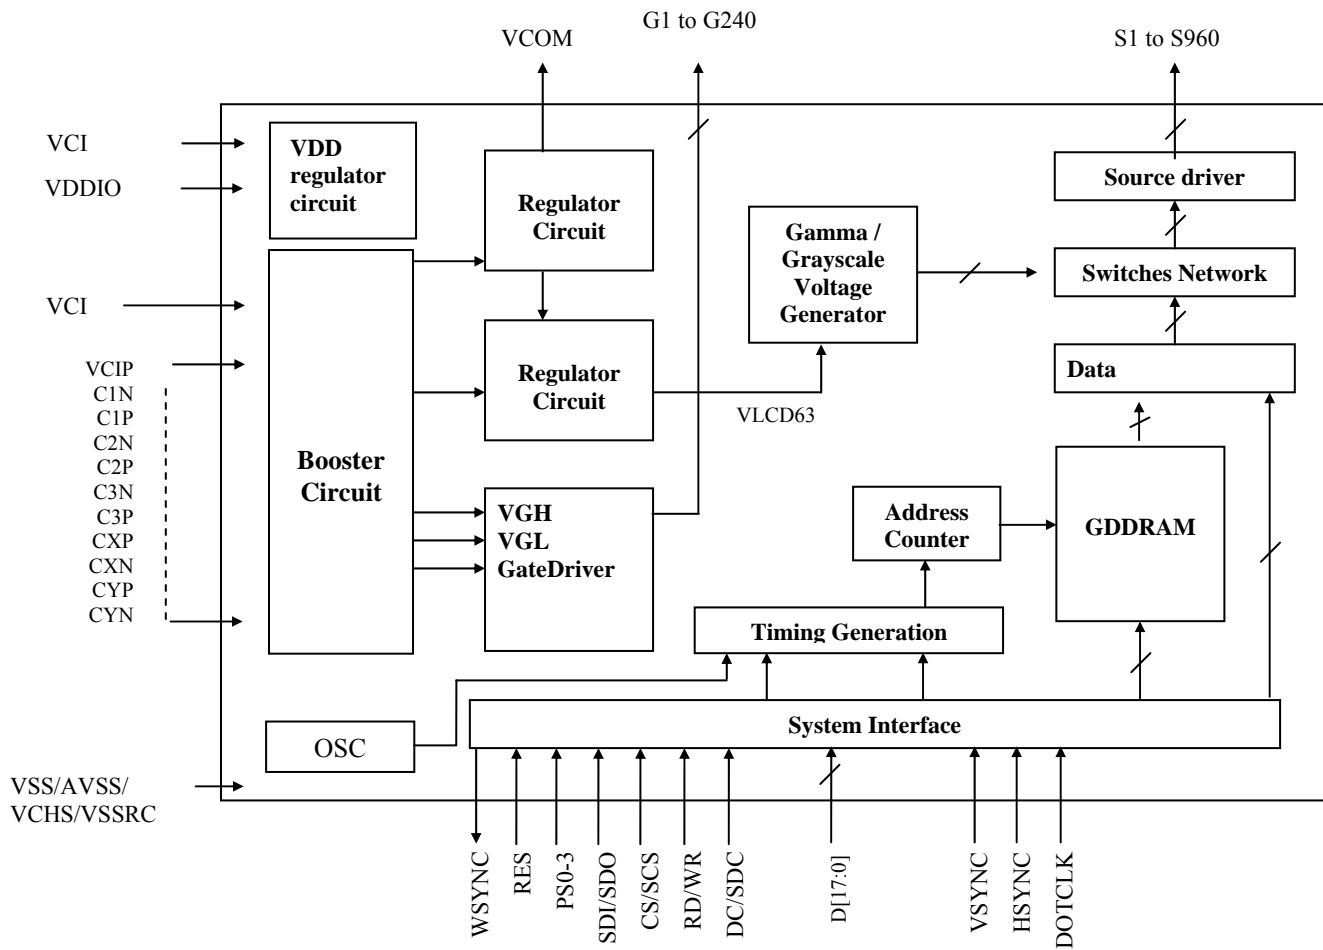 G1 to G240
VCOM
S1 to S960
VCI
VDDIO
VDD
regulator
circuit
Regulator
Circuit
Source driver
Gamma /
Grayscale
Voltage
Generator
Switches Network
VCI
VCIP
C1N
C1P
C2N
C2P
C3N
C3P
CXP
CXN
CYP
CYN
Booster
Circuit
Regulator
Circuit
VLCD63
Data
VGH
VGL
GateDriver
Address
Counter
GDDRAM
Timing Generation
System Interface
OSC
VSS/AVSS/
VCHS/VSSRC
WSYNC
RES
PS0-3
SDI/SDO
CS/SCS
RD/WR
DC/SDC
D[17:0]
VSYNC
HSYNC
DOTCLK